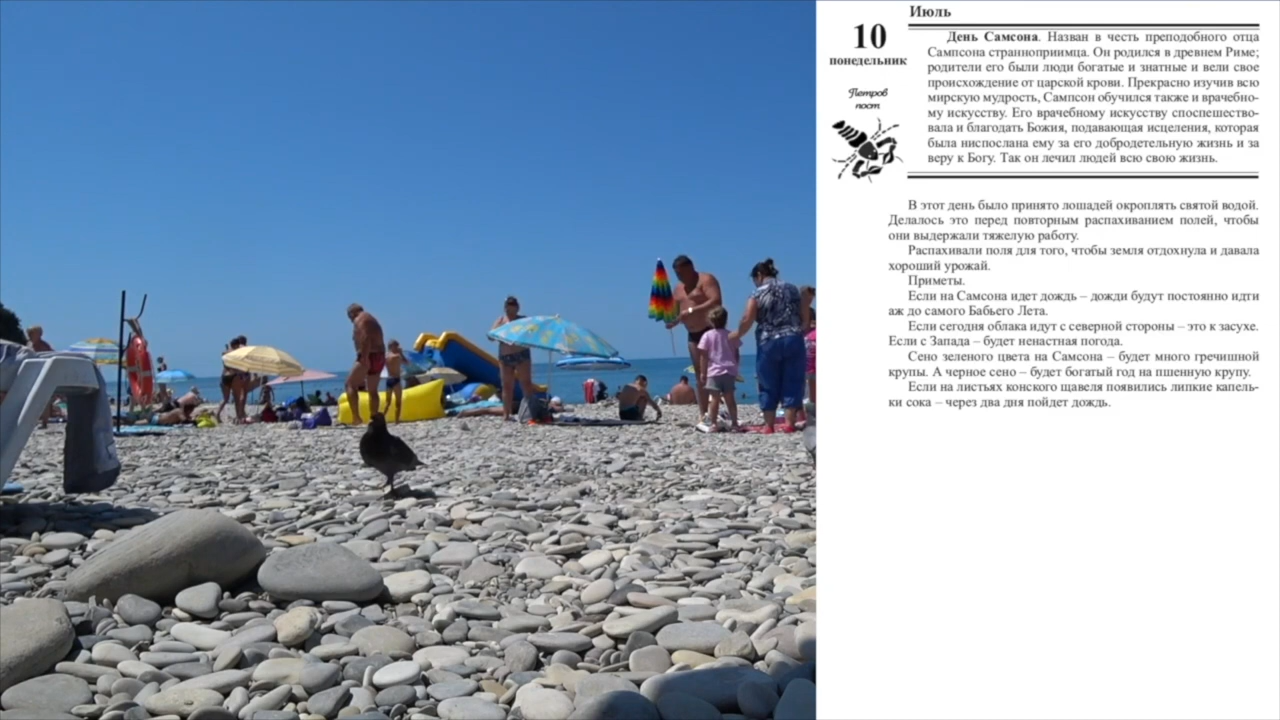 Июль
10
понедельник
Петров
пост
День Самсона. Назван в честь преподобного отца
Сампсона странноприимца. Он родился в древнем Риме;
родители его были люди богатые и знатные и вели свое
происхождение от царской крови. Прекрасно изучив всю
мирскую мудрость, Сампсон обучился также и врачебно-
му искусству. Его врачебному искусству споспешество-
вала и благодать Божия, подавающая исцеления, которая
была ниспослана ему за его добродетельную жизнь и за
веру к Богу. Так он лечил людей всю свою жизнь.
В этот день было принято лошадей окроплять святой водой.
Делалось это перед повторным распахиванием полей, чтобы
они выдержали тяжелую работу.
Распахивали поля для того, чтобы земля отдохнула и давала
хороший урожай.
Приметы.
Если на Самсона идет дождь – дожди будут постоянно идти
аж до самого Бабьего Лета.
Если сегодня облака идут с северной стороны – это к засухе.
Если с Запада – будет ненастная погода.
Сено зеленого цвета на Самсона – будет много гречишной
крупы. А черное сено – будет богатый год на пшенную крупу.
Если на листьях конского щавеля появились липкие капель-
ки сока – через два дня пойдет дождь.